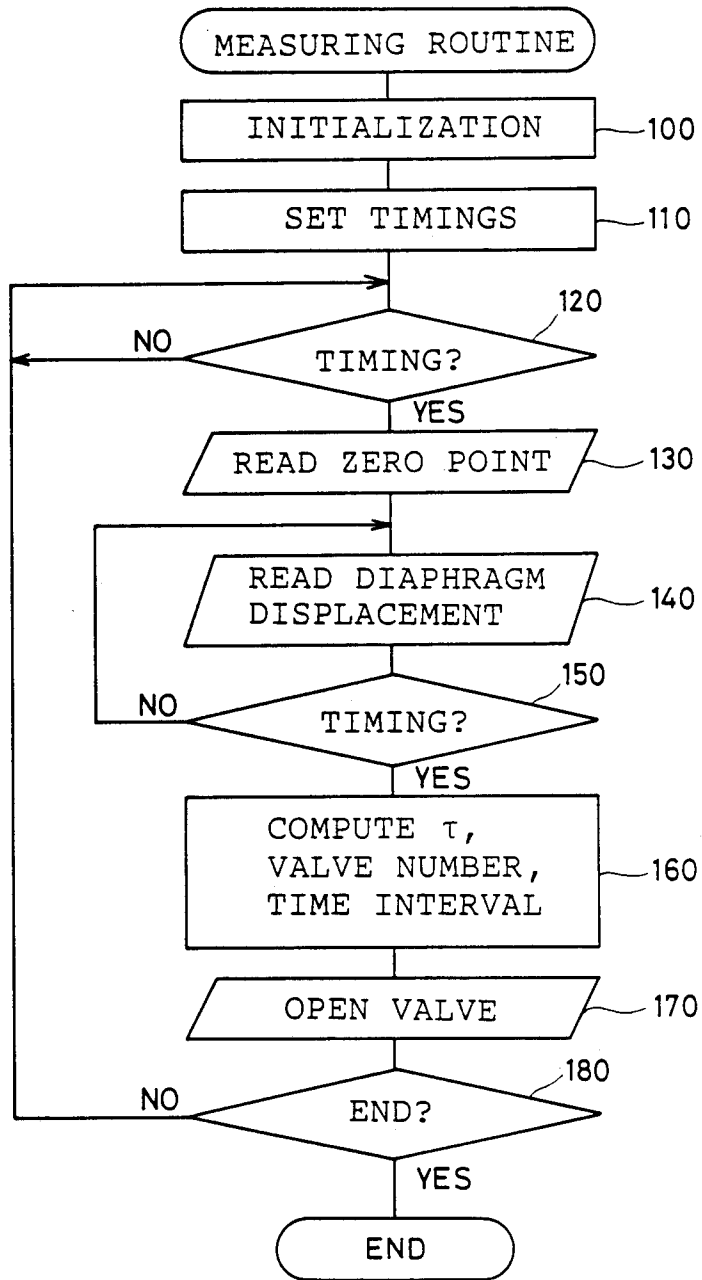 MEASURING ROUTINE
INITIALIZATION
100
SET TIMINGS
110
120
NO
TIMING?
YES
READ ZERO POINT
130
READ DIAPHRAGM
DISPLACEMENT
140
150
NO
TIMING?
YES
COMPUTE τ,
VALVE NUMBER,
TIME INTERVAL
160
OPEN VALVE
170
180
NO
END?
YES
END